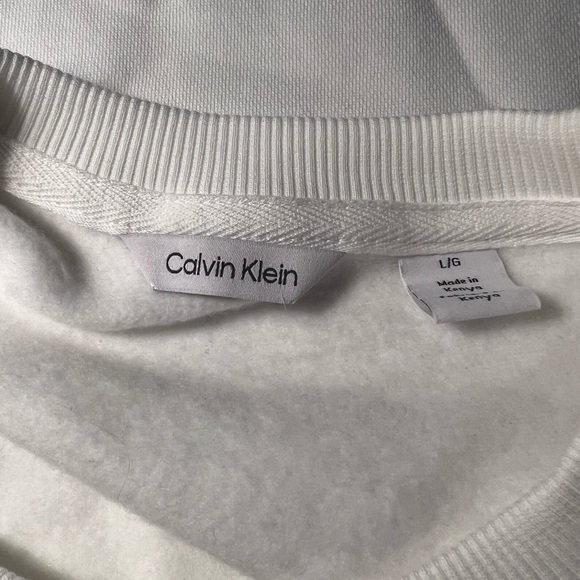 Calvin Klein
L/G
Made in
Kenya
Kenya